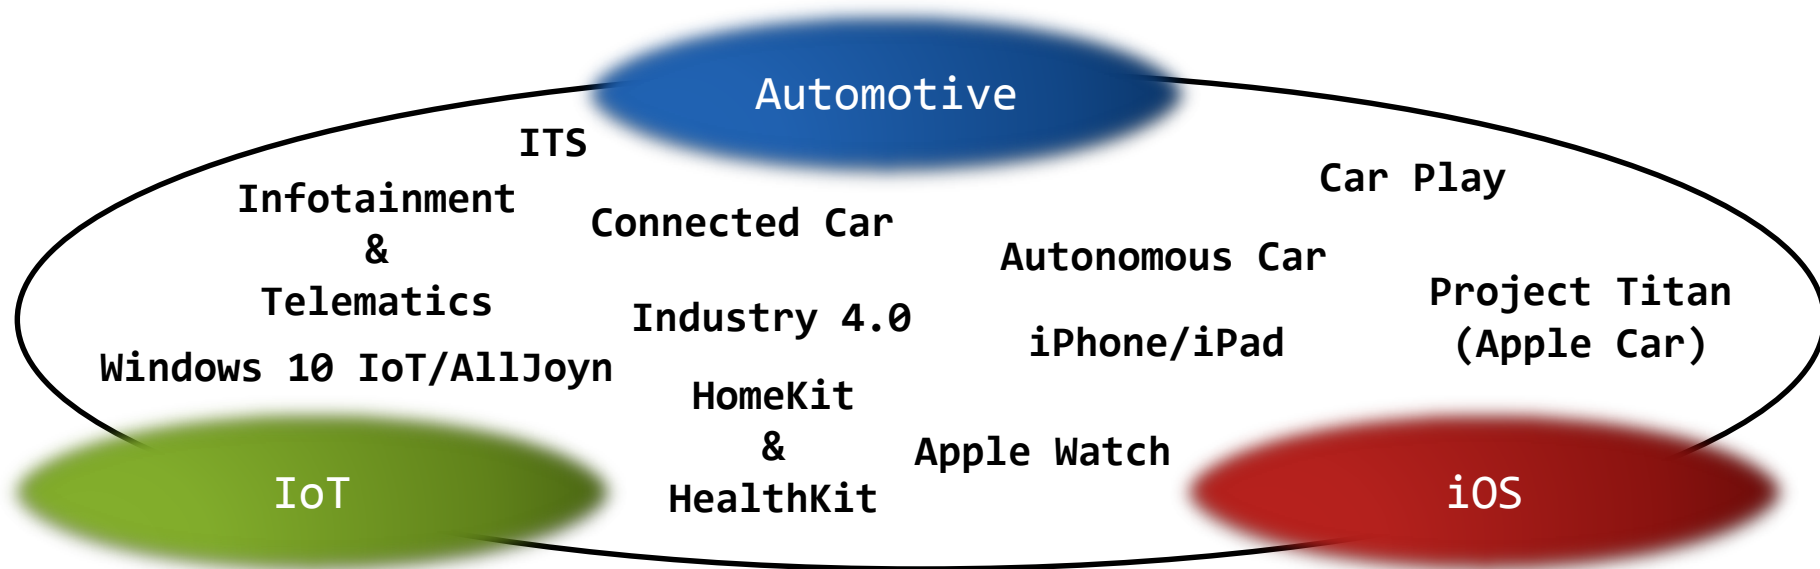 Automotive
ITS
Car Play
Infotainment
&
Telematics
Connected Car
Autonomous Car
Project Titan
(Apple Car)
Industry 4.0
iPhone/iPad
Windows 10 IoT/AllJoyn
HomeKit
&
HealthKit
Apple Watch
IoT
iOS